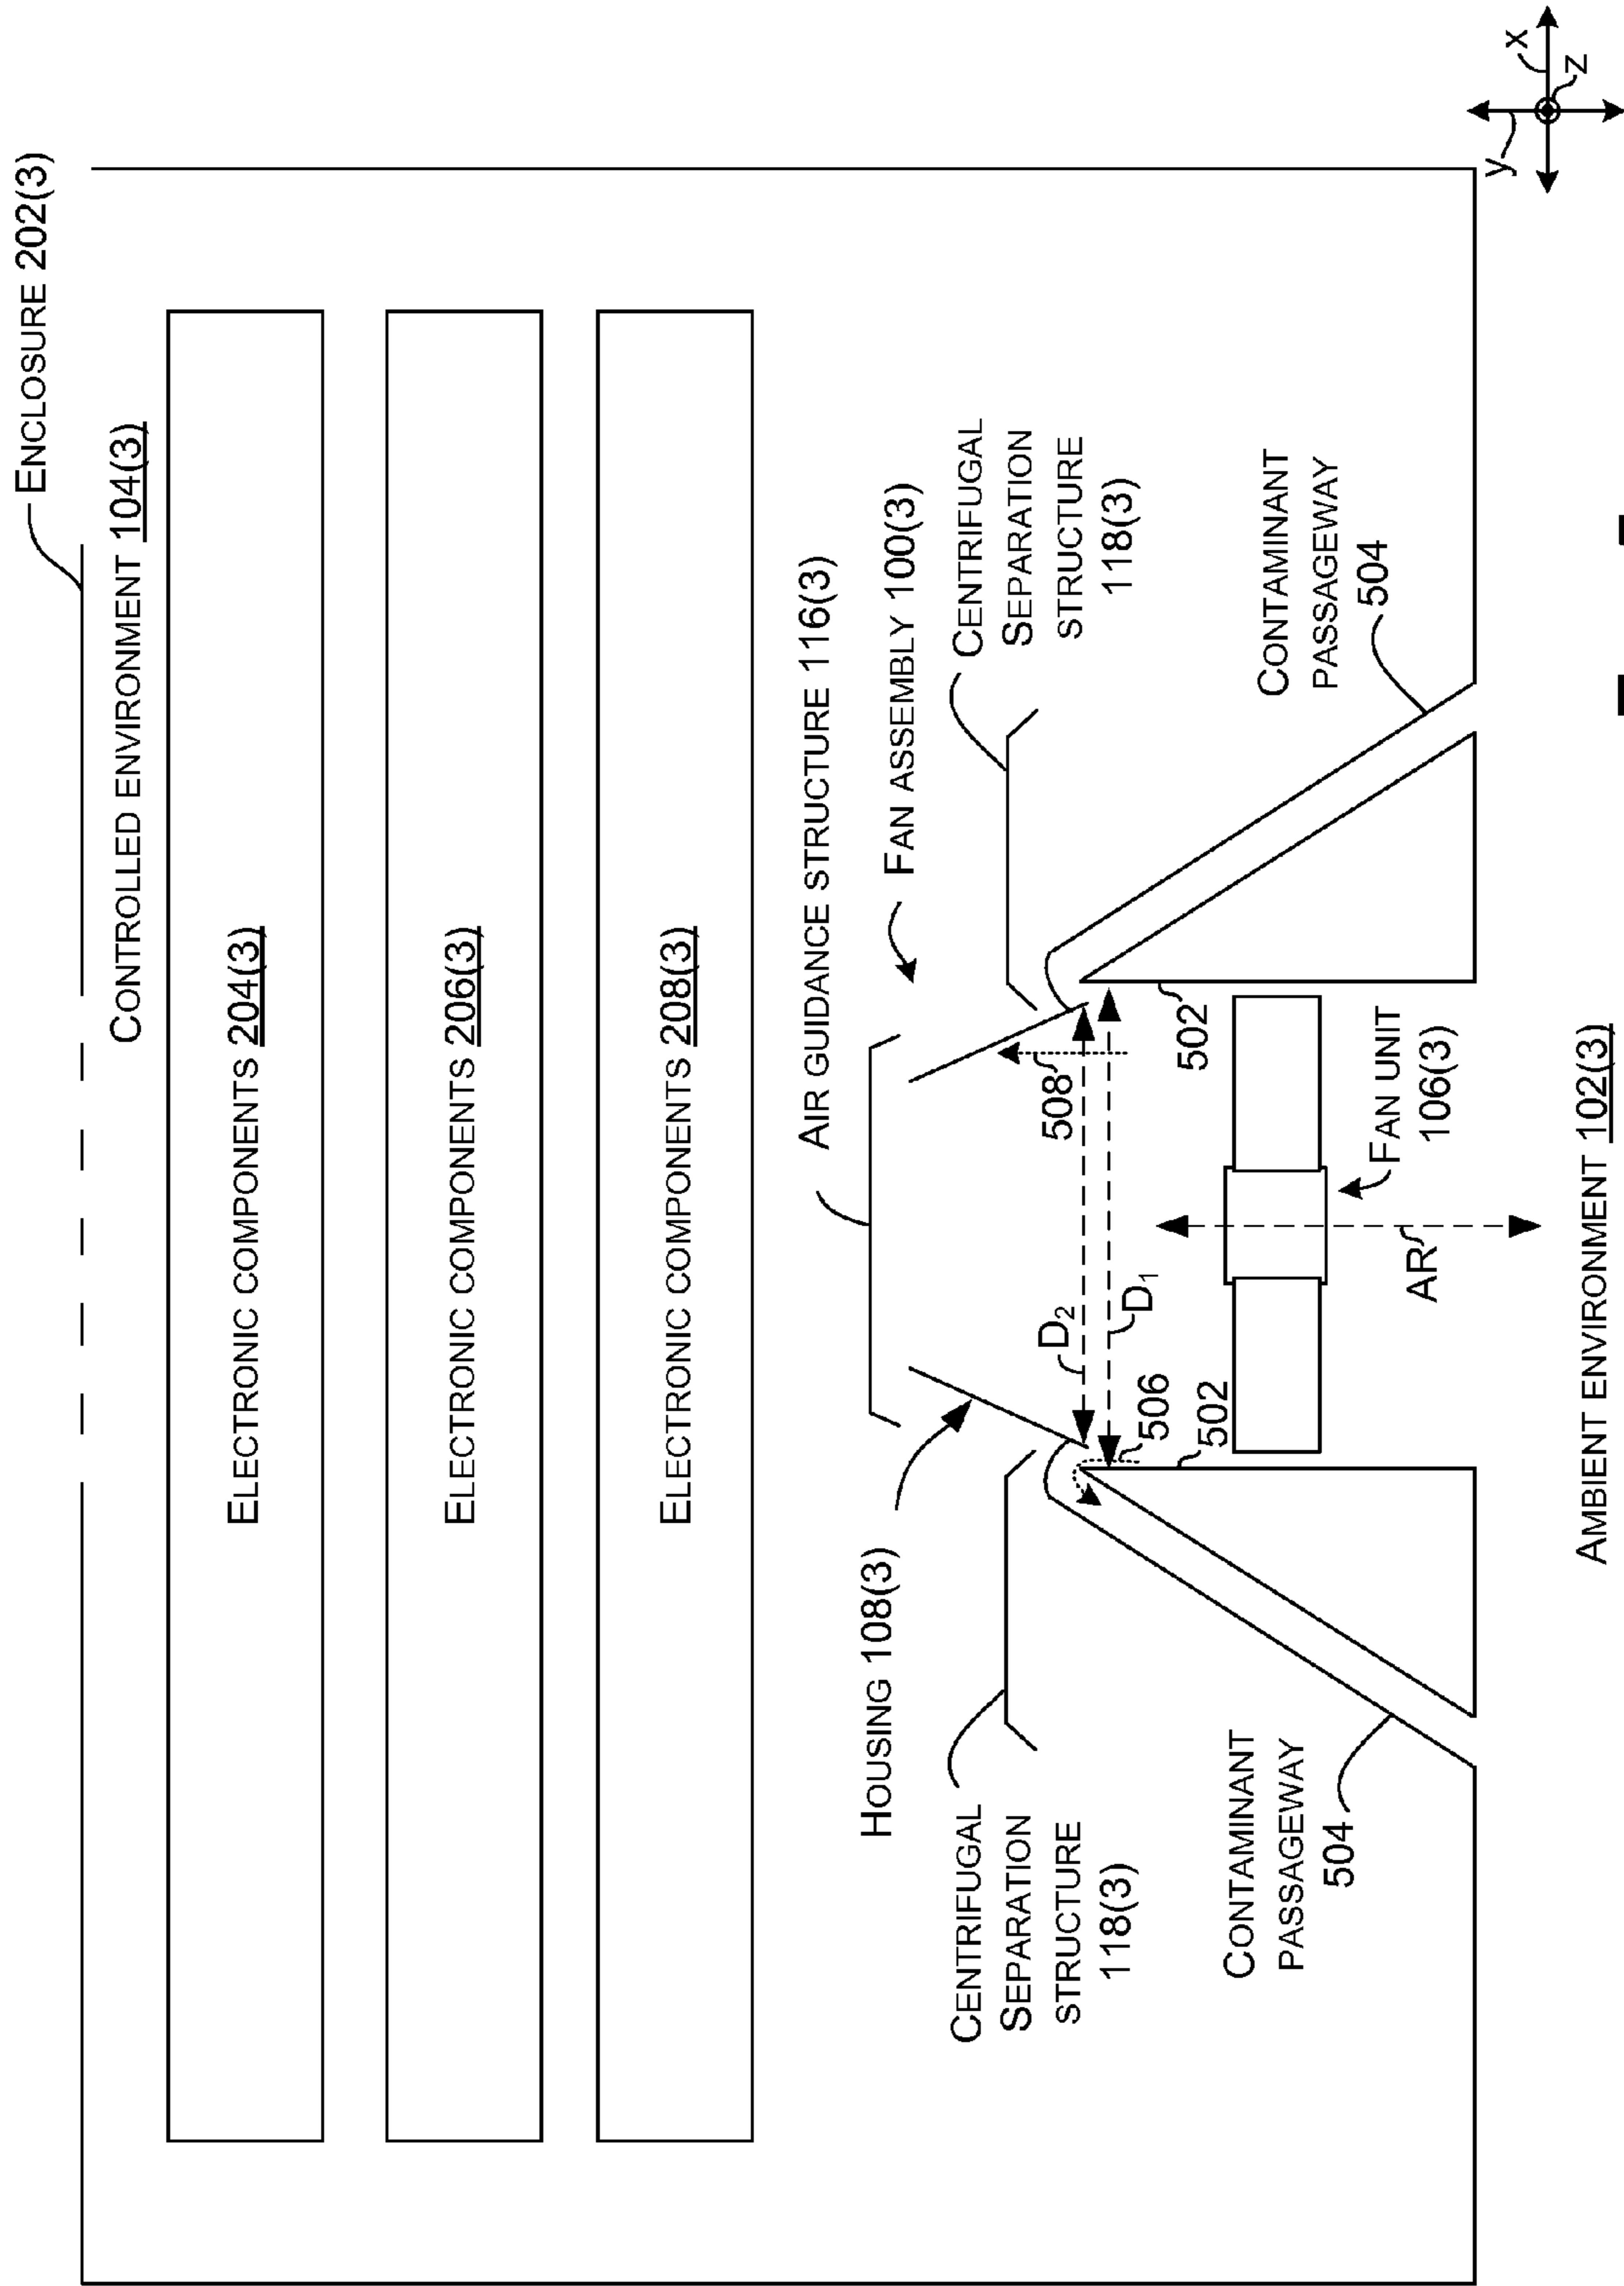 ENCLOSURE 202(3)
CONTROLLED ENVIRONMENT 104(3)
ELECTRONIC COMPONENTS 204(3)
ELECTRONIC COMPONENTS 206(3)
ELECTRONIC COMPONENTS 208(3)
AIR GUIDANCE STRUCTURE 116(3)
HOUSING 108(3)
FAN ASSEMBLY 100(3)
CENTRIFUGAL
SEPARATION
STRUCTURE
118(3)
CENTRIFUGAL
SEPARATION
STRUCTURE
118(3)
D2
508
D1
506
502
502
CONTAMINANT
PASSAGEWAY
504
CONTAMINANT
PASSAGEWAY
504
AR
FAN UNIT
106(3)
AMBIENT ENVIRONMENT 102(3)
y
x
z